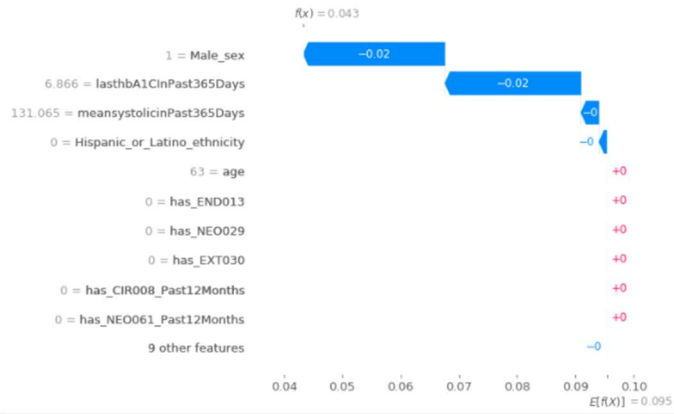 f(x) = 0.043
1 = Male_sex
−0.02
6.866 = lasthbA1CInPast365Days
−0.02
131.065 = meansystolicinPast365Days
−0
0 = Hispanic_or_Latino_ethnicity
−0
63 = age
+0
0 = has_END013
+0
0 = has_NEO029
+0
0 = has_EXT030
+0
0 = has_CIR008_Past12Months
+0
0 = has_NEO061_Past12Months
+0
9 other features
−0
0.04 0.05 0.06 0.07 0.08 0.09 0.10
E[f(X)] = 0.095